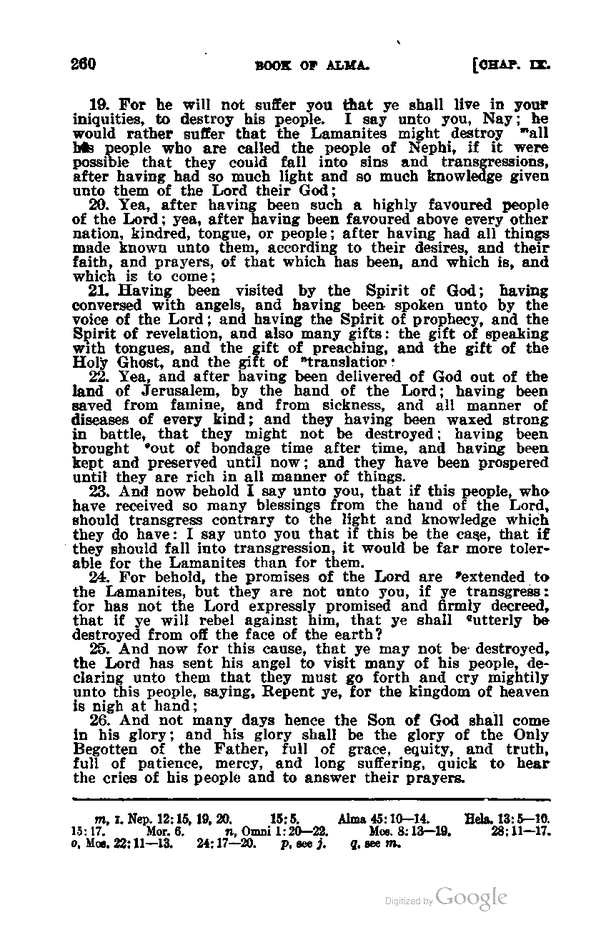 260 BOOK OF ALMA. [CHAP. IX.
19. For he will not suffer you that ye shall live in your
iniquities, to destroy his people. I say unto you, Nay; he
would rather suffer that the Lamanites might destroy ᵐall
his people who are called the people of Nephi, if it were
possible that they could fall into sins and transgressions,
after having had so much light and so much knowledge given
unto them of the Lord their God;
20. Yea, after having been such a highly favoured people
of the Lord; yea, after having been favoured above every other
nation, kindred, tongue, or people; after having had all things
made known unto them, according to their desires, and their
faith, and prayers, of that which has been, and which is, and
which is to come;
21. Having been visited by the Spirit of God; having
conversed with angels, and having been spoken unto by the
voice of the Lord; and having the Spirit of prophecy, and the
Spirit of revelation, and also many gifts: the gift of speaking
with tongues, and the gift of preaching, and the gift of the
Holy Ghost, and the gift of ⁿtranslation:
22. Yea, and after having been delivered of God out of the
land of Jerusalem, by the hand of the Lord; having been
saved from famine, and from sickness, and all manner of
diseases of every kind; and they having been waxed strong
in battle, that they might not be destroyed; having been
brought ᵒout of bondage time after time, and having been
kept and preserved until now; and they have been prospered
until they are rich in all manner of things.
23. And now behold I say unto you, that if this people, who
have received so many blessings from the hand of the Lord,
should transgress contrary to the light and knowledge which
they do have: I say unto you that if this be the case, that if
they should fall into transgression, it would be far more toler-
able for the Lamanites than for them.
24. For behold, the promises of the Lord are ᵖextended to
the Lamanites, but they are not unto you, if ye transgress:
for has not the Lord expressly promised and firmly decreed,
that if ye will rebel against him, that ye shall ᑫutterly be
destroyed from off the face of the earth?
25. And now for this cause, that ye may not be destroyed,
the Lord has sent his angel to visit many of his people, de-
claring unto them that they must go forth and cry mightily
unto this people, saying, Repent ye, for the kingdom of heaven
is nigh at hand;
26. And not many days hence the Son of God shall come
in his glory; and his glory shall be the glory of the Only
Begotten of the Father, full of grace, equity, and truth,
full of patience, mercy, and long suffering, quick to hear
the cries of his people and to answer their prayers.
m, 1. Nep. 12:15, 19, 20. 15:5. Alma 45:10—14. Hela. 13:5—10.
15:17. Mor. 6. n, Omni 1:20—22. Mos. 8:13—19. 28:11—17.
o, Mos. 22:11—13. 24:17—20. p, see j. q, see m.
Digitized by Google